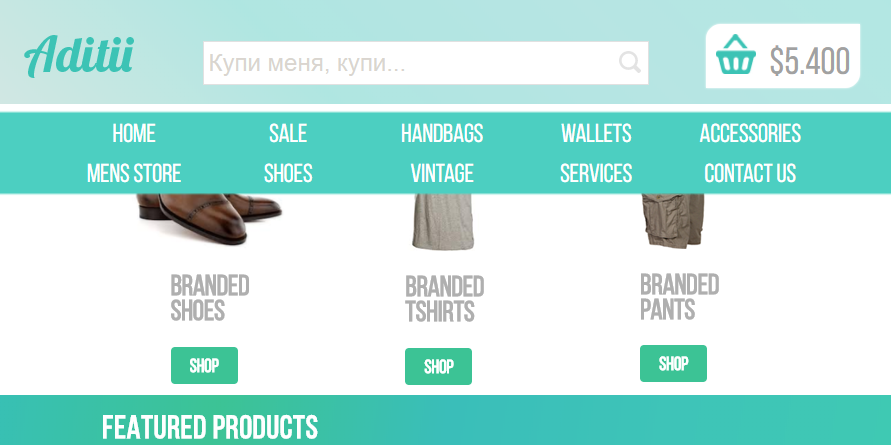 Aditii
Купи меня, купи...
$5.400
HOME SALE HANDBAGS WALLETS ACCESSORIES
MENS STORE SHOES VINTAGE SERVICES CONTACT US
BRANDED
SHOES
SHOP
BRANDED
TSHIRTS
SHOP
BRANDED
PANTS
SHOP
FEATURED PRODUCTS